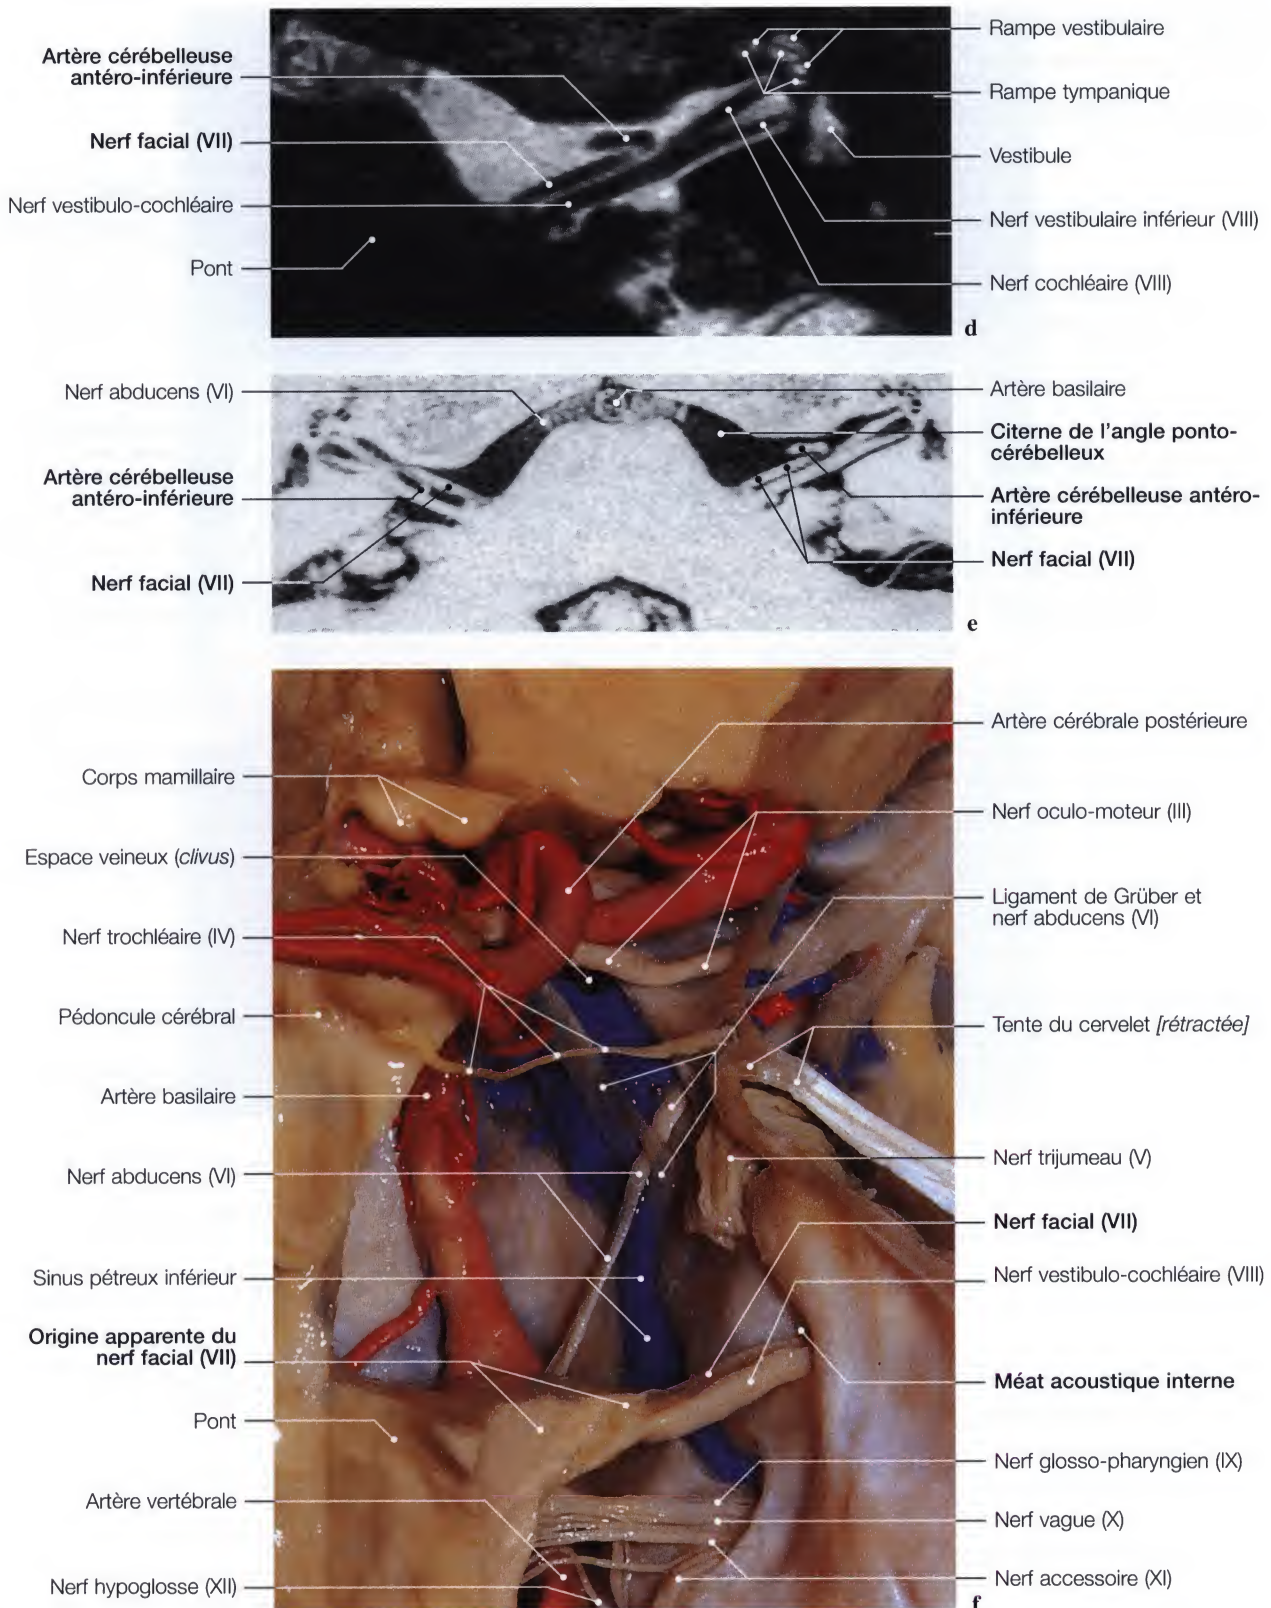 Artère cérébelleuse
antéro-inférieure
Nerf facial (VII)
Nerf vestibulo-cochléaire
Pont
Rampe vestibulaire
Rampe tympanique
Vestibule
Nerf vestibulaire inférieur (VIII)
Nerf cochléaire (VIII)
d
Nerf abducens (VI)
Artère cérébelleuse
antéro-inférieure
Nerf facial (VII)
Artère basilaire
Citerne de l'angle ponto-
cérébelleux
Artère cérébelleuse antéro-
inférieure
Nerf facial (VII)
e
Corps mamillaire
Espace veineux (clivus)
Nerf trochléaire (IV)
Pédoncule cérébral
Artère basilaire
Nerf abducens (VI)
Sinus pétreux inférieur
Origine apparente du
nerf facial (VII)
Pont
Artère vertébrale
Nerf hypoglosse (XII)
Artère cérébrale postérieure
Nerf oculo-moteur (III)
Ligament de Grüber et
nerf abducens (VI)
Tente du cervelet [rétractée]
Nerf trijumeau (V)
Nerf facial (VII)
Nerf vestibulo-cochléaire (VIII)
Méat acoustique interne
Nerf glosso-pharyngien (IX)
Nerf vague (X)
Nerf accessoire (XI)
f